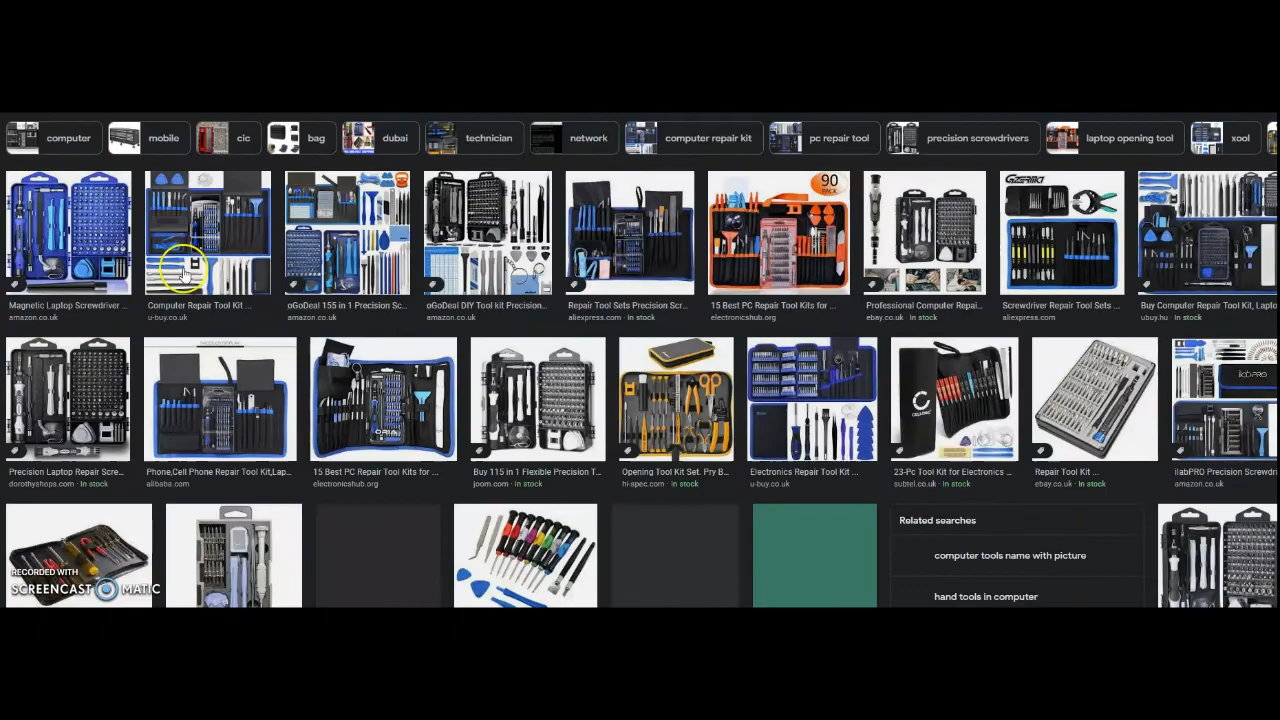 computer
mobile
cic
bag
dubai
technician
network
computer repair kit
pc repair tool
precision screwdrivers
laptop opening tool
xool
90
PACK
Magnetic Laptop Screwdriver ...
amazon.co.uk
Computer Repair Tool Kit ...
u-buy.co.uk
oGoDeal 155 in 1 Precision Sc...
amazon.co.uk
oGoDeal DIY Tool kit Precision...
amazon.co.uk
Repair Tool Sets Precision Scr...
aliexpress.com · In stock
15 Best PC Repair Tool Kits for ...
electronicshub.org
Professional Computer Repai...
ebay.co.uk · In stock
Screwdriver Repair Tool Sets ...
aliexpress.com
Buy Computer Repair Tool Kit, Lapto
ubuy.hu · In stock
Precision Laptop Repair Scre...
dorothyshops.com · In stock
Phone,Cell Phone Repair Tool Kit,Lap...
alibaba.com
15 Best PC Repair Tool Kits for ...
electronicshub.org
Buy 115 in 1 Flexible Precision T...
joom.com · In stock
Opening Tool Kit Set. Pry B...
hi-spec.com · In stock
Electronics Repair Tool Kit ...
u-buy.co.uk
23-Pc Tool Kit for Electronics ...
subtel.co.uk · In stock
Repair Tool Kit ...
ebay.co.uk · In stock
iiabPRO Precision Screwdri
amazon.co.uk
Related searches
computer tools name with picture
hand tools in computer
RECORDED WITH
SCREENCAST MATIC